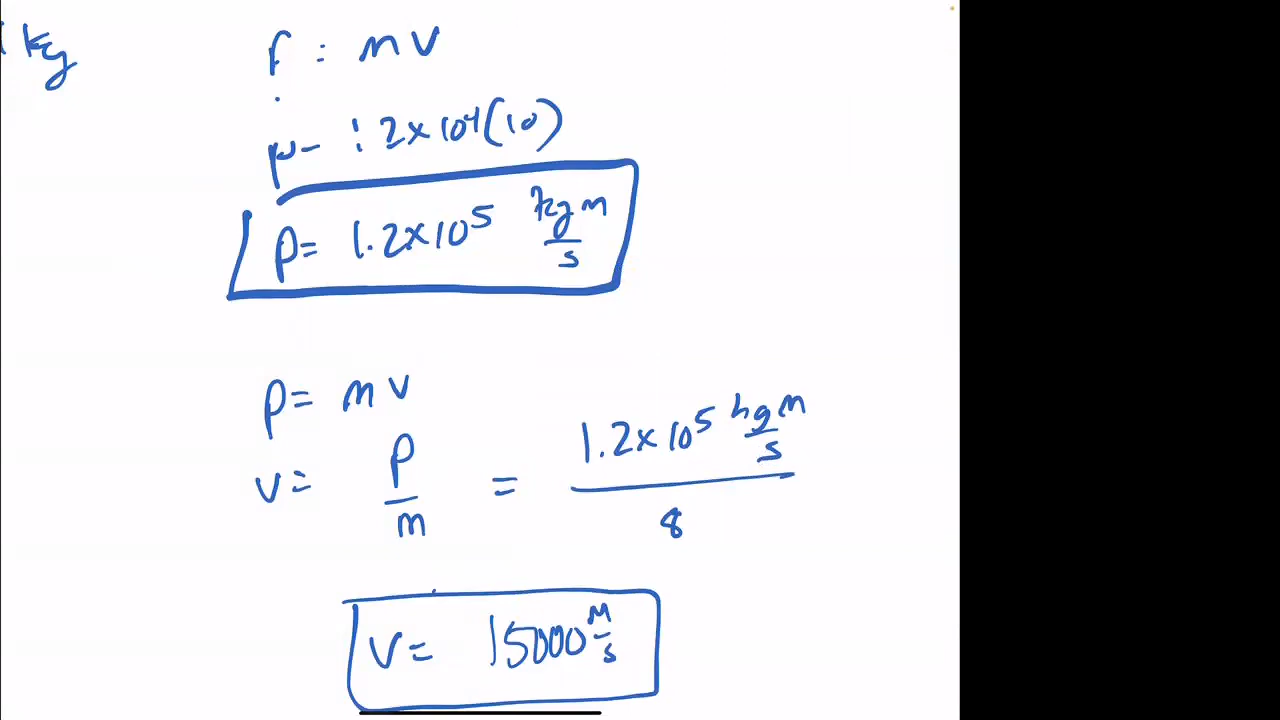 kg
p = mv
p = 1.2x10⁴(10)
p= 1.2x10⁵ kg m/s
p= mv
v= p/m = 1.2x10⁵ kg m/s / 8
v= 15000 m/s